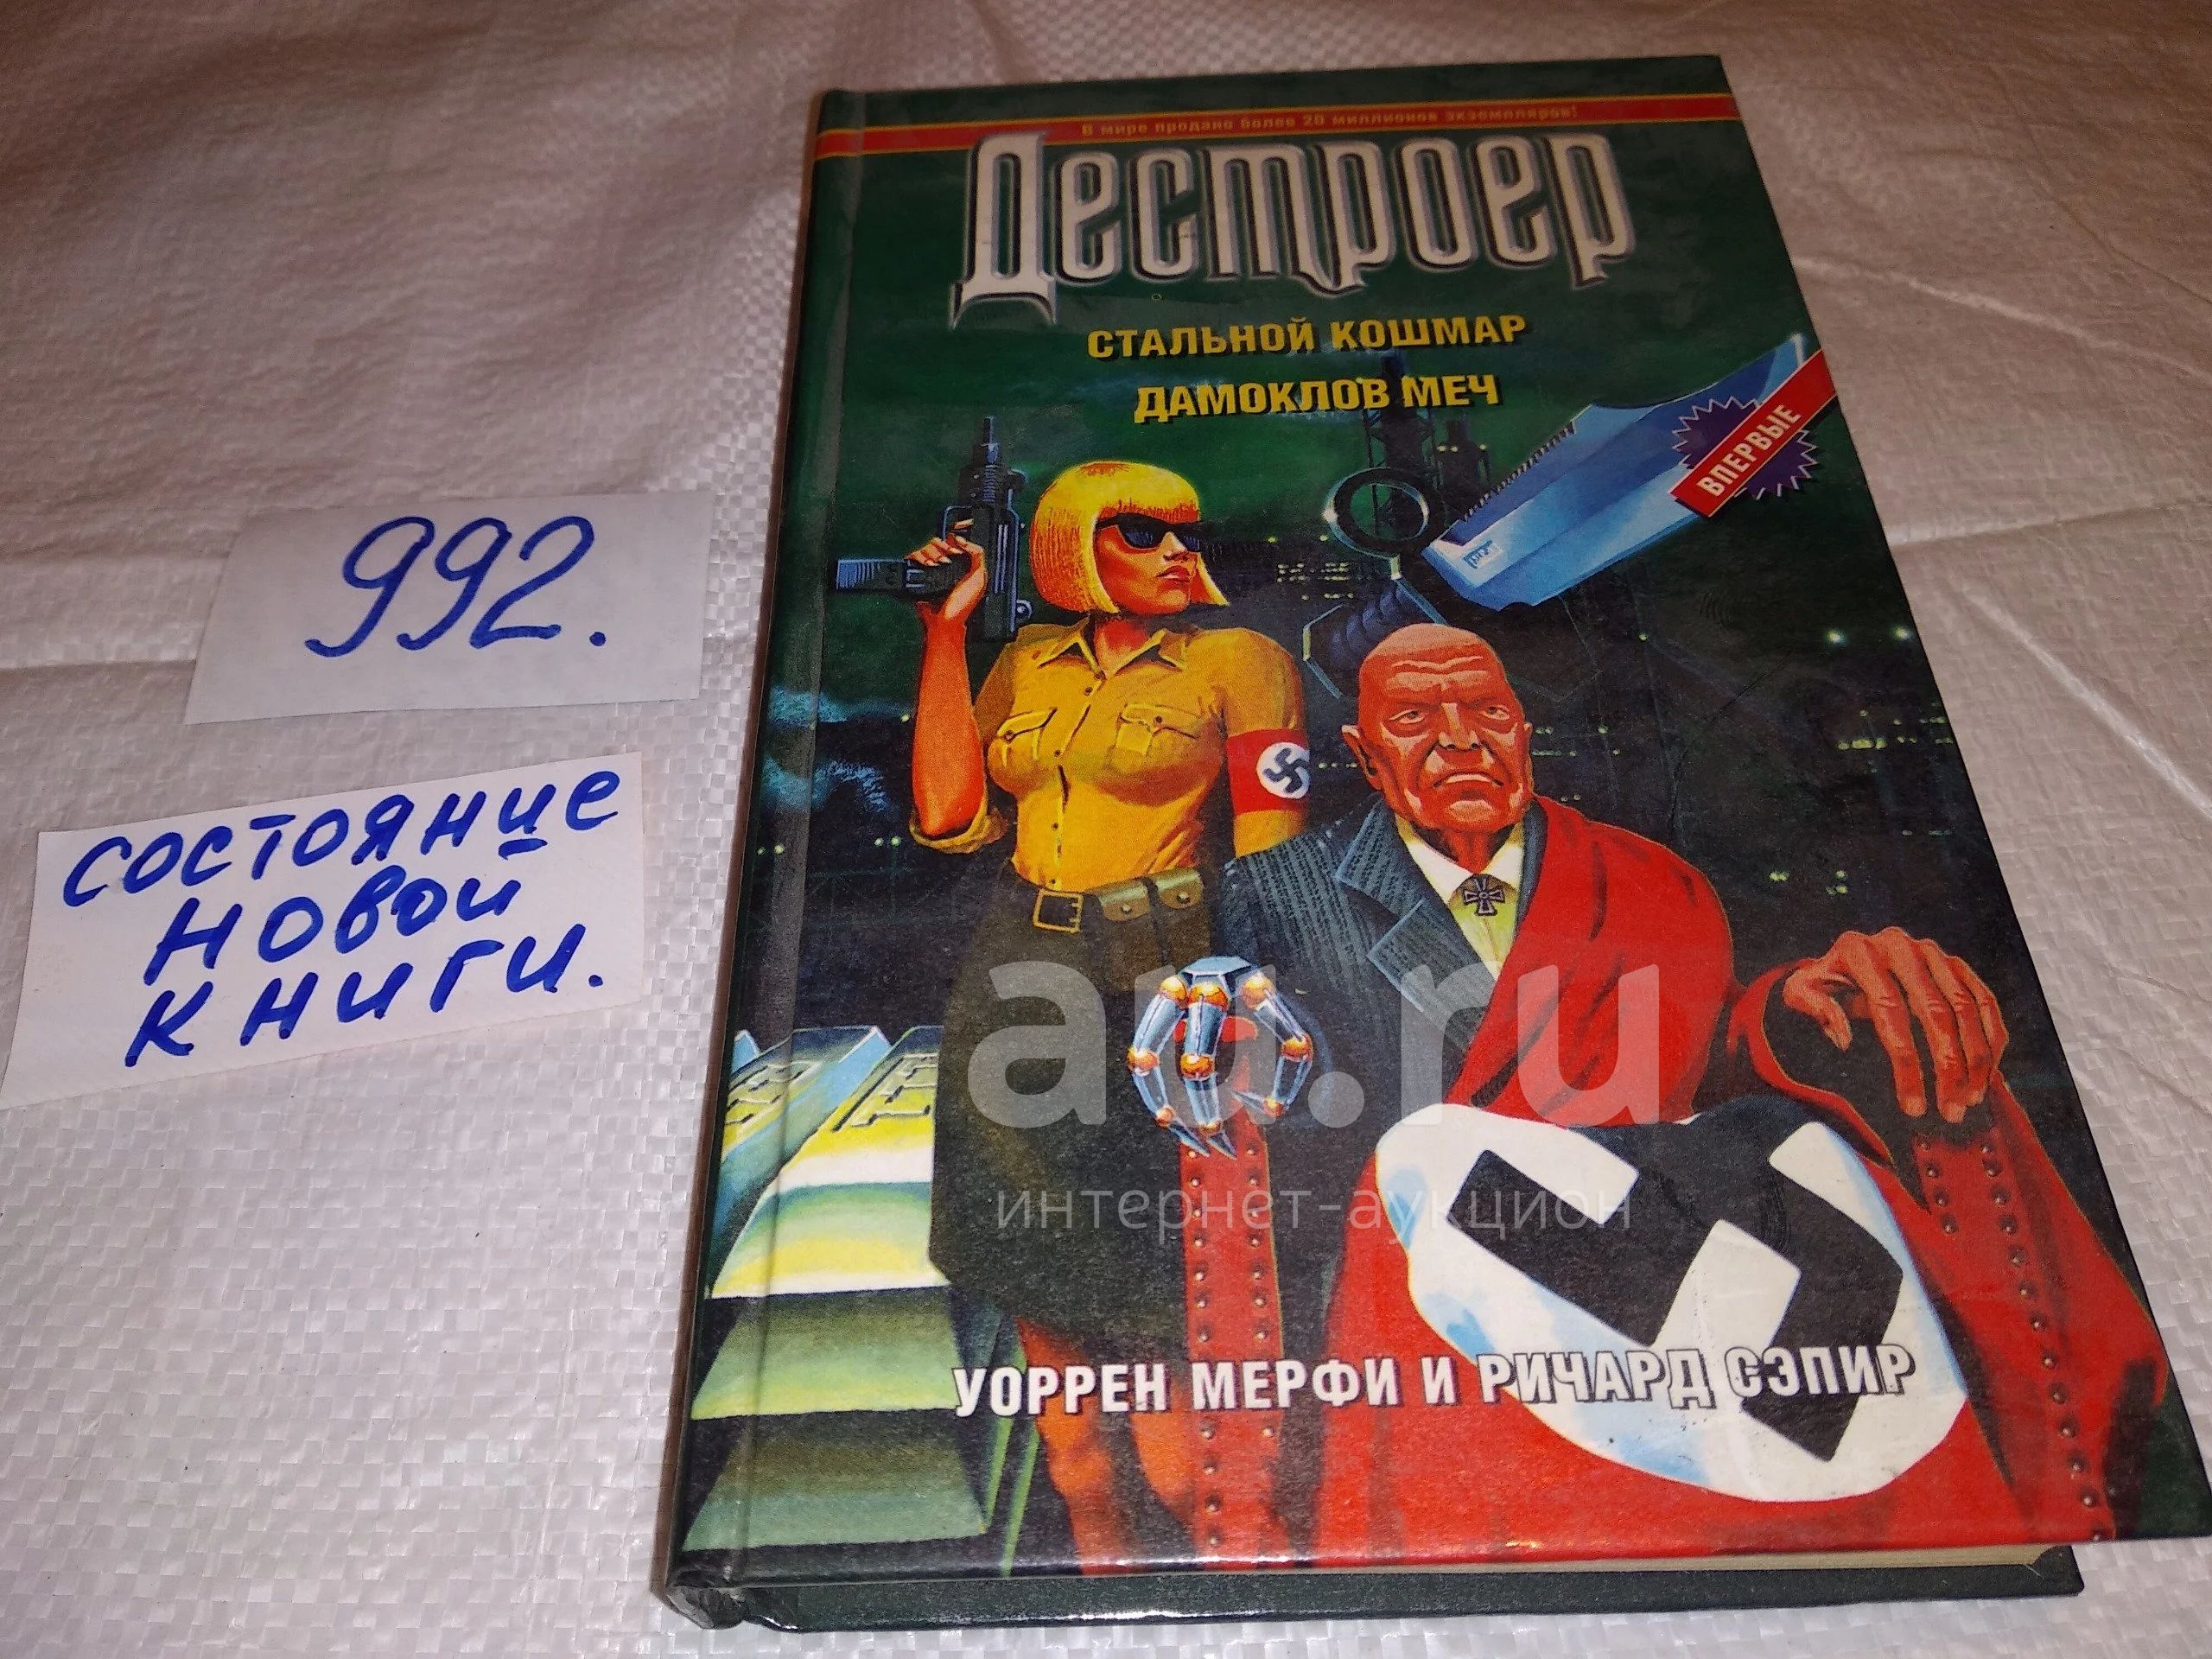 В мире продано более 20 миллионов экземпляров!
Дестроер
СТАЛЬНОЙ КОШМАР
ДАМОКЛОВ МЕЧ
ВПЕРВЫЕ
992.
состояние
новой
книги.
au.ru
интернет-аукцион
УОРРЕН МЕРФИ И РИЧАРД СЭПИР